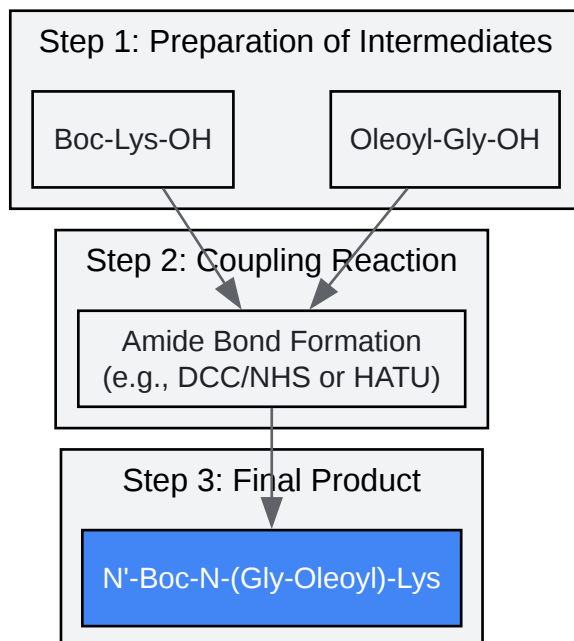 Step 1: Preparation of Intermediates
Boc-Lys-OH
Oleoyl-Gly-OH
Step 2: Coupling Reaction
Amide Bond Formation
(e.g., DCC/NHS or HATU)
Step 3: Final Product
N'-Boc-N-(Gly-Oleoyl)-Lys